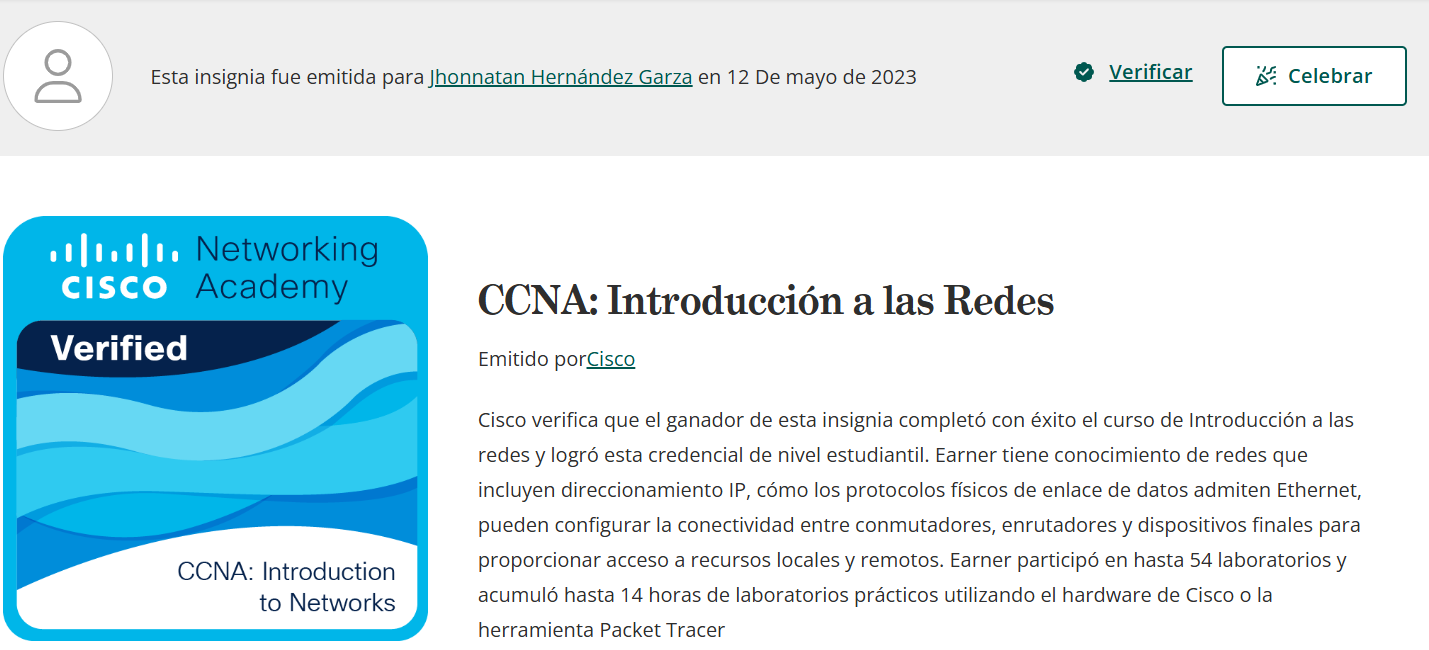 Esta insignia fue emitida para Jhonnatan Hernández Garza en 12 De mayo de 2023
Verificar
Celebrar
CISCO Networking
Academy
Verified
CCNA: Introduction
to Networks
CCNA: Introducción a las Redes
Emitido porCisco
Cisco verifica que el ganador de esta insignia completó con éxito el curso de Introducción a las
redes y logró esta credencial de nivel estudiantil. Earner tiene conocimiento de redes que
incluyen direccionamiento IP, cómo los protocolos físicos de enlace de datos admiten Ethernet,
pueden configurar la conectividad entre conmutadores, enrutadores y dispositivos finales para
proporcionar acceso a recursos locales y remotos. Earner participó en hasta 54 laboratorios y
acumuló hasta 14 horas de laboratorios prácticos utilizando el hardware de Cisco o la
herramienta Packet Tracer